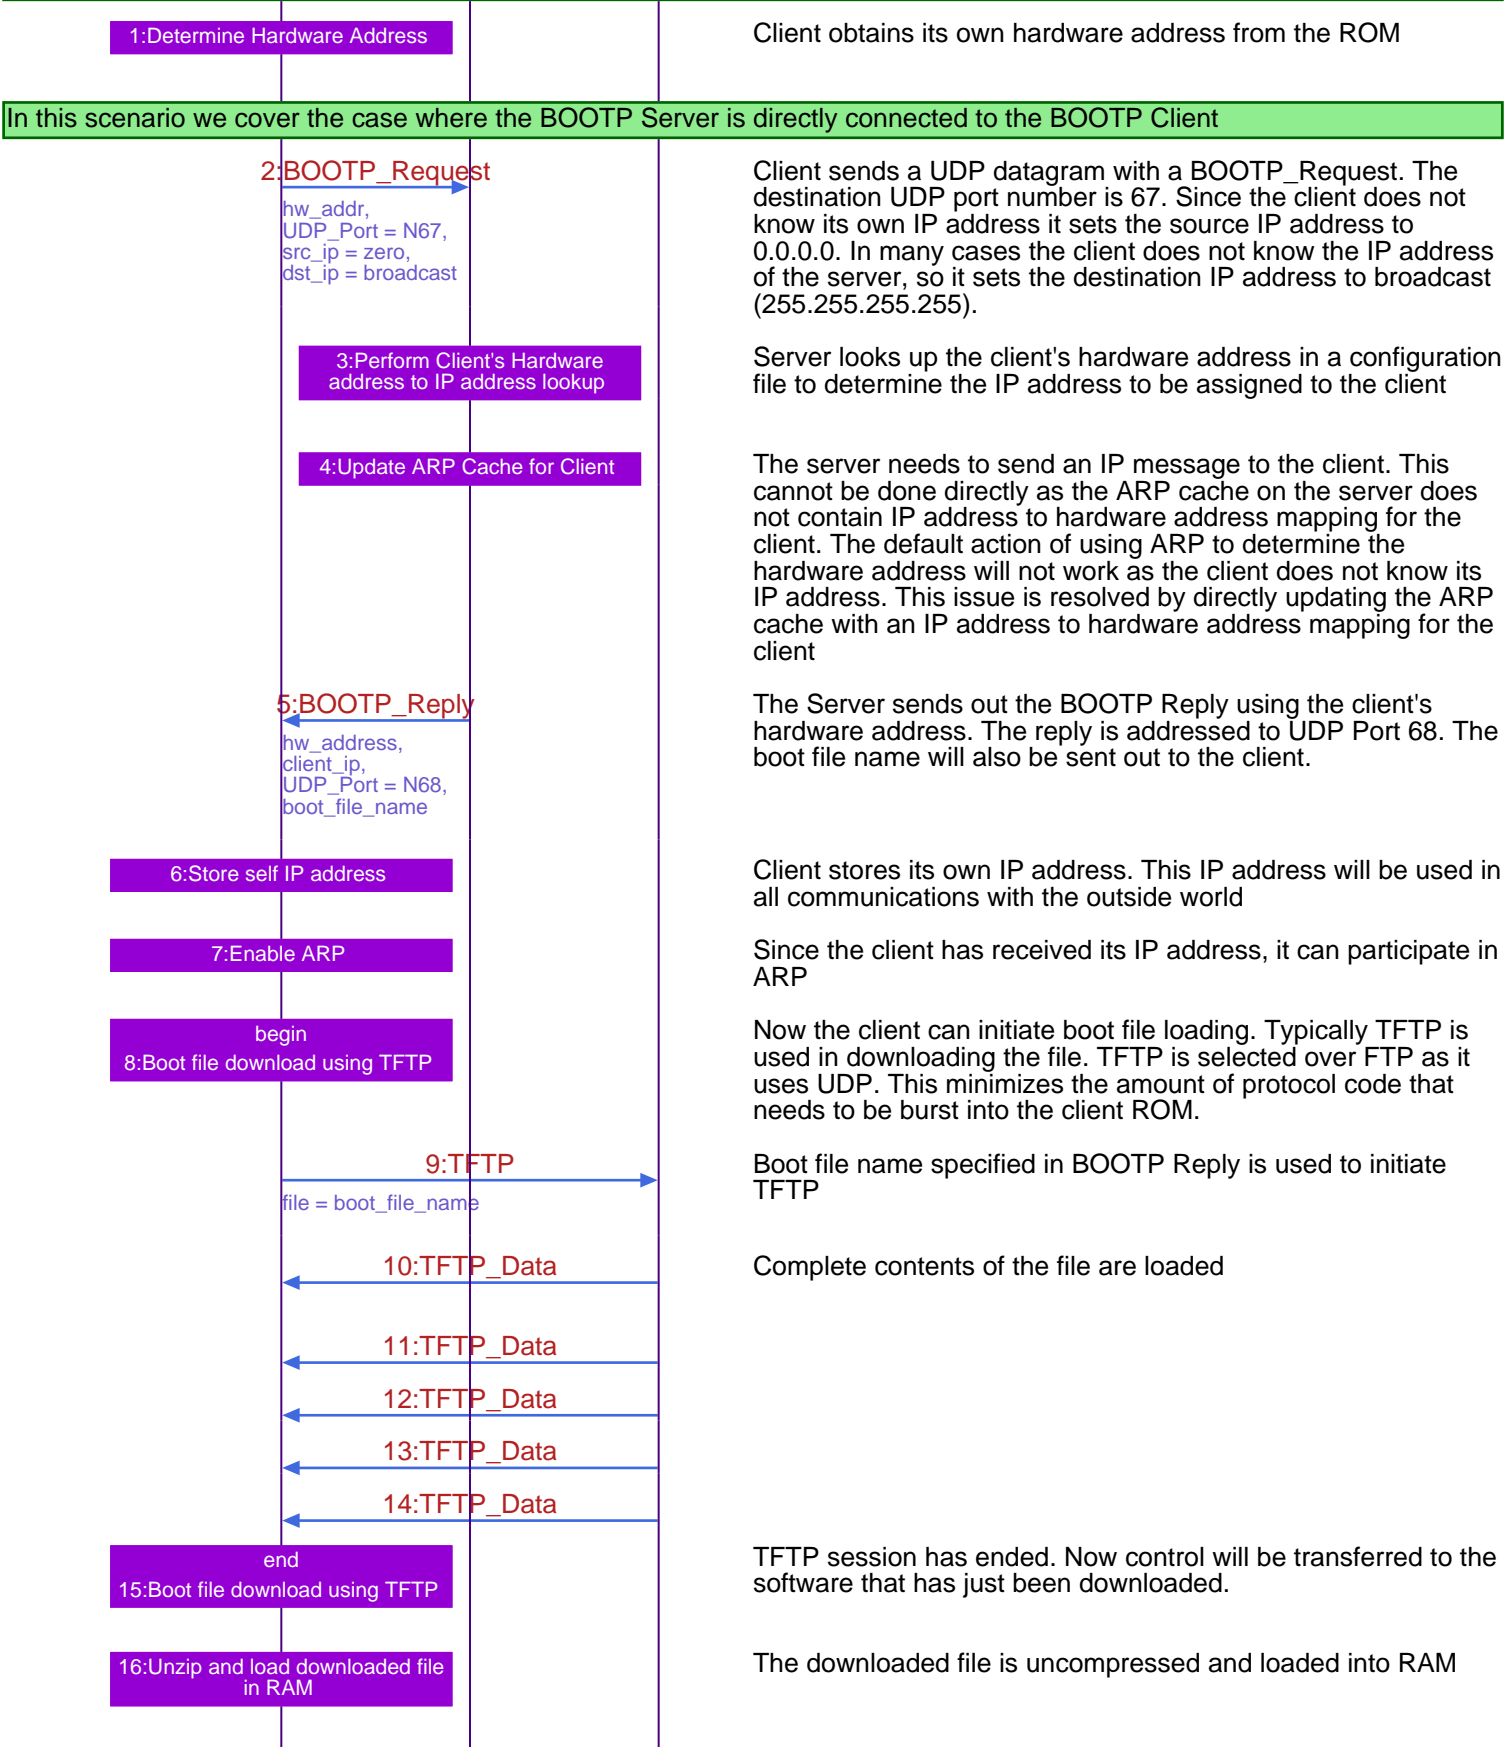 1:Determine Hardware Address
Client obtains its own hardware address from the ROM
In this scenario we cover the case where the BOOTP Server is directly connected to the BOOTP Client
2:BOOTP_Request
hw_addr,
UDP_Port = N67,
src_ip = zero,
dst_ip = broadcast
Client sends a UDP datagram with a BOOTP_Request. The
destination UDP port number is 67. Since the client does not
know its own IP address it sets the source IP address to
0.0.0.0. In many cases the client does not know the IP address
of the server, so it sets the destination IP address to broadcast
(255.255.255.255).
3:Perform Client's Hardware
address to IP address lookup
Server looks up the client's hardware address in a configuration
file to determine the IP address to be assigned to the client
4:Update ARP Cache for Client
The server needs to send an IP message to the client. This
cannot be done directly as the ARP cache on the server does
not contain IP address to hardware address mapping for the
client. The default action of using ARP to determine the
hardware address will not work as the client does not know its
IP address. This issue is resolved by directly updating the ARP
cache with an IP address to hardware address mapping for the
client
5:BOOTP_Reply
hw_address,
client_ip,
UDP_Port = N68,
boot_file_name
The Server sends out the BOOTP Reply using the client's
hardware address. The reply is addressed to UDP Port 68. The
boot file name will also be sent out to the client.
6:Store self IP address
Client stores its own IP address. This IP address will be used in
all communications with the outside world
7:Enable ARP
Since the client has received its IP address, it can participate in
ARP
begin
8:Boot file download using TFTP
Now the client can initiate boot file loading. Typically TFTP is
used in downloading the file. TFTP is selected over FTP as it
uses UDP. This minimizes the amount of protocol code that
needs to be burst into the client ROM.
9:TFTP
file = boot_file_name
Boot file name specified in BOOTP Reply is used to initiate
TFTP
10:TFTP_Data
Complete contents of the file are loaded
11:TFTP_Data
12:TFTP_Data
13:TFTP_Data
14:TFTP_Data
end
15:Boot file download using TFTP
TFTP session has ended. Now control will be transferred to the
software that has just been downloaded.
16:Unzip and load downloaded file
in RAM
The downloaded file is uncompressed and loaded into RAM